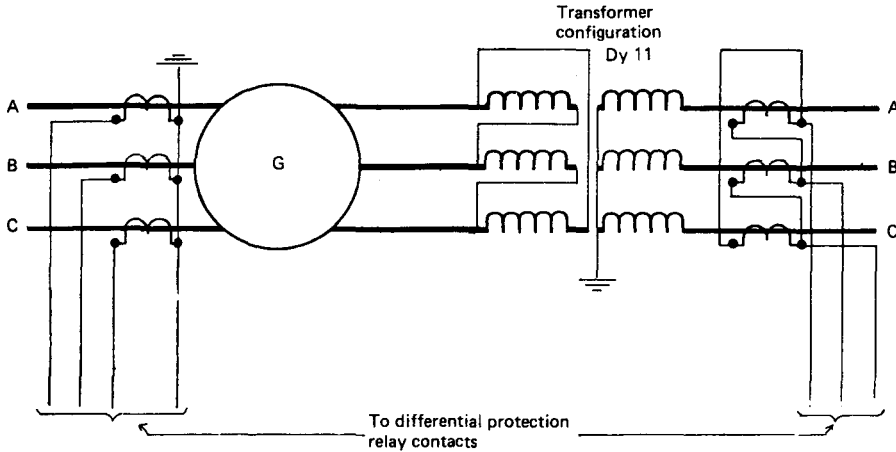 Transformer
configuration
Dy 11
A
A
B
G
B
C
C
To differential protection
relay contacts